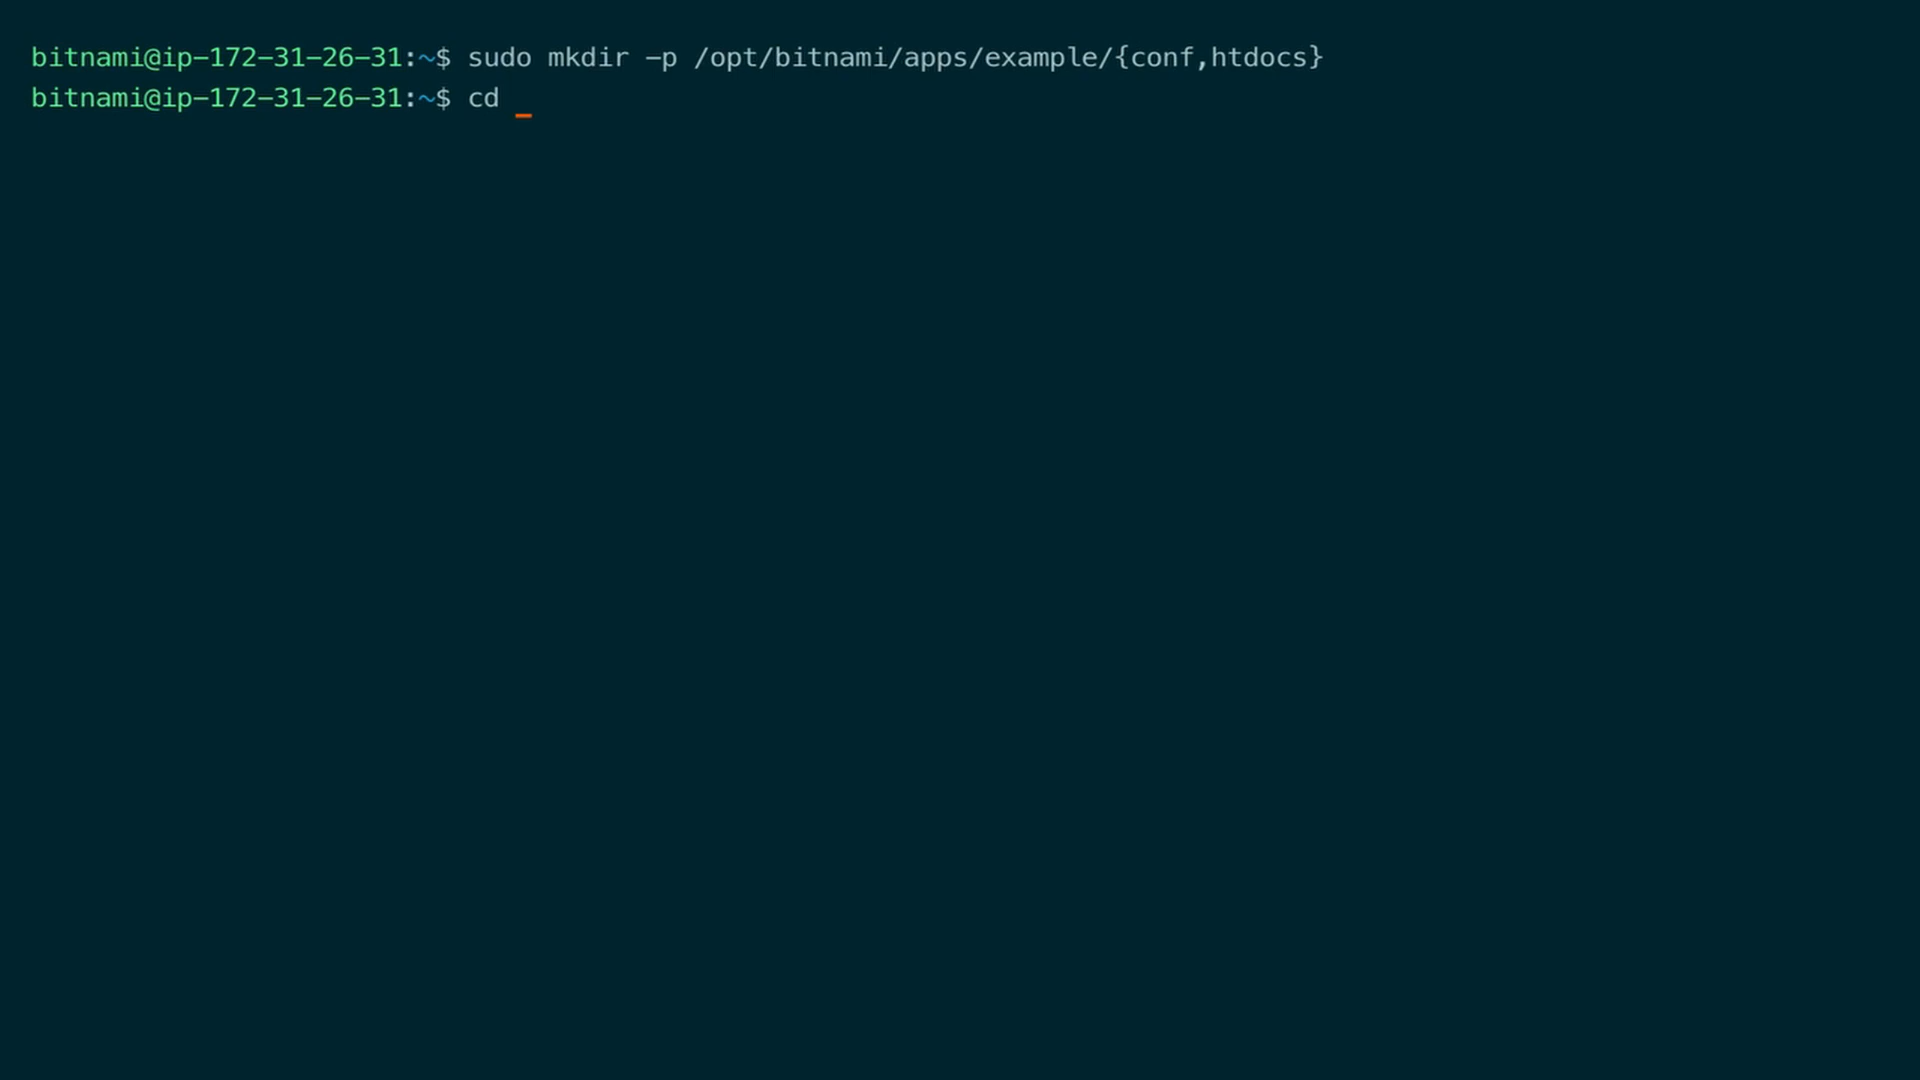 bitnami@ip-172-31-26-31:~$ sudo mkdir -p /opt/bitnami/apps/example/{conf,htdocs}
bitnami@ip-172-31-26-31:~$ cd _